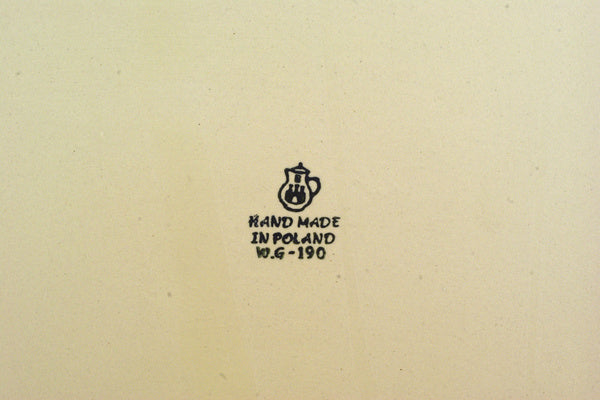 B
HAND MADE
IN POLAND
W.G-190